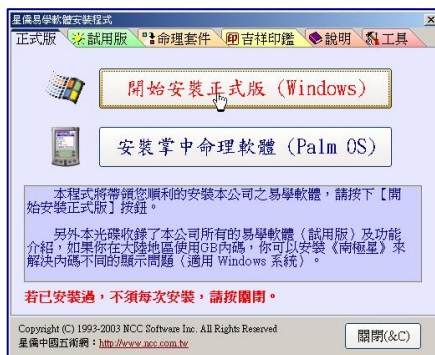 星僑易學軟體安裝程式
正式版 試用版 命理套件 吉祥印鑑 說明 工具
開始安裝正式版 (Windows)
安裝掌中命理軟體 (Palm OS)
本程式將帶領您順利的安裝本公司之易學軟體，請按下【開
始安裝正式版】按鈕。
另外本光碟收錄了本公司所有的易學軟體（試用版）及功能
介紹，如果你在大陸地區使用GB內碼，你可以安裝《南極星》來
解決內碼不同的顯示問題（適用 Windows 系統）。
若已安裝過，不須每次安裝，請按關閉。
Copyright (C) 1993-2003 NCC Software Inc. All Rights Reserved
星僑中國五術網：http://www.ncc.com.tw
關閉(&C)